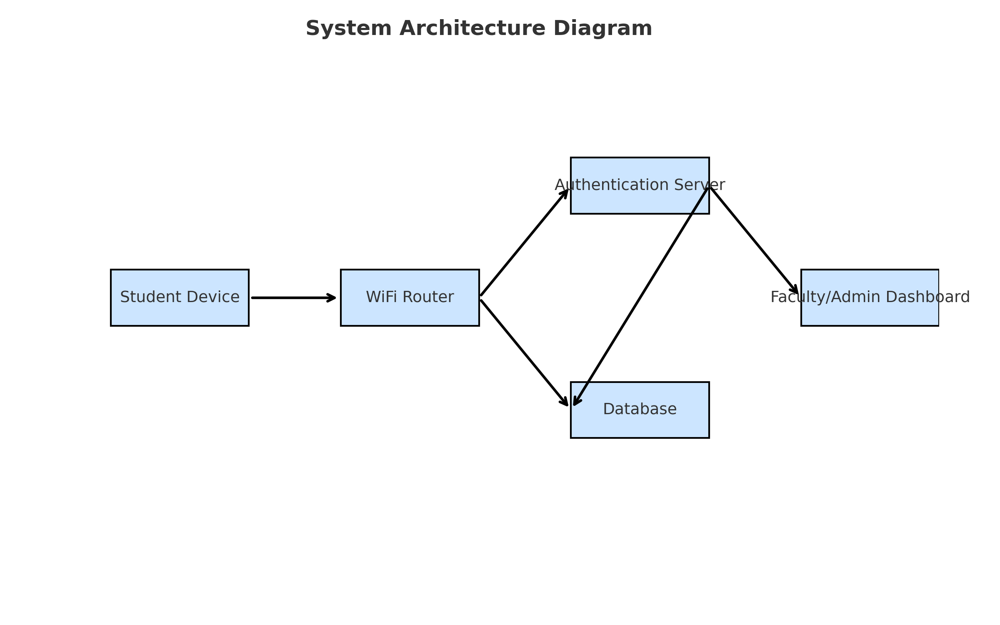 System Architecture Diagram
Authentication Server
Student Device
WiFi Router
Faculty/Admin Dashboard
Database